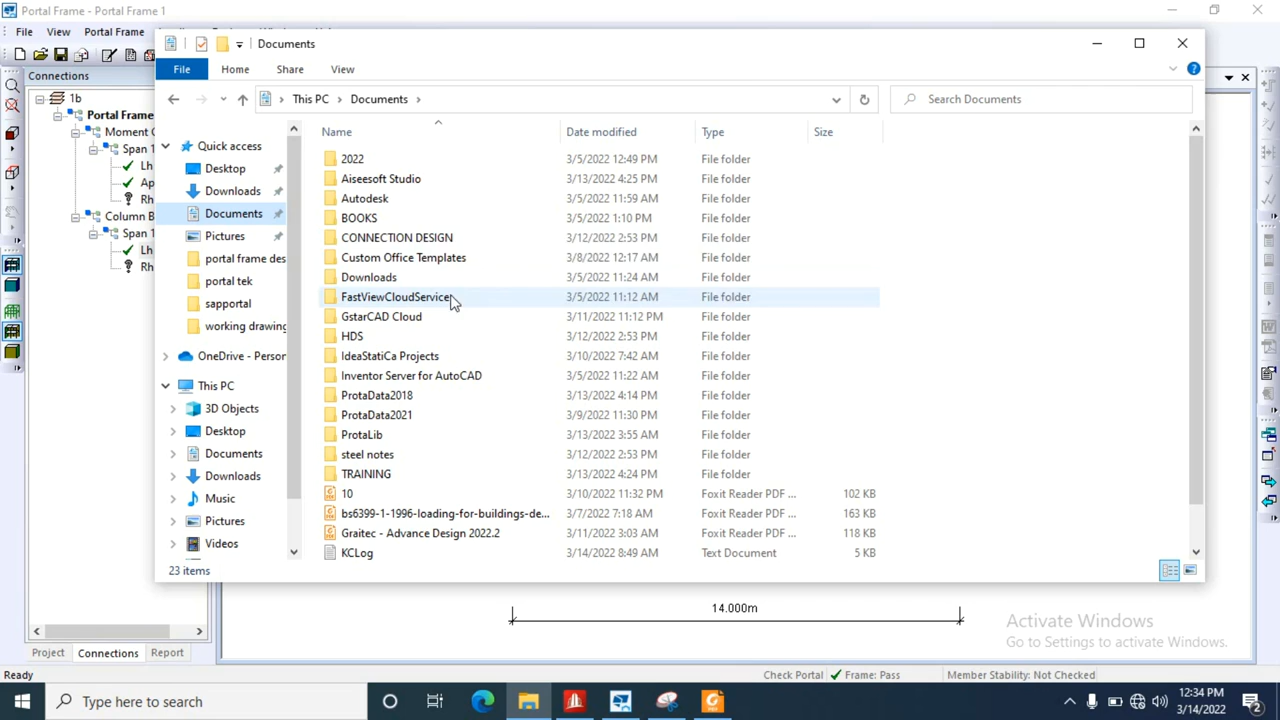 Portal Frame - Portal Frame 1
File View Portal Frame
Connections
1b
Portal Frame
Moment C
Span 1
Lh
Ap
Rh
Column B
Span 1
Lh
Rh
Documents
File Home Share View
This PC Documents
Search Documents
Name Date modified Type Size
Quick access
Desktop
Downloads
Documents
Pictures
portal frame des
portal tek
sapportal
working drawing
OneDrive - Person
This PC
3D Objects
Desktop
Documents
Downloads
Music
Pictures
Videos
2022 3/5/2022 12:49 PM File folder
Aiseesoft Studio 3/13/2022 4:25 PM File folder
Autodesk 3/5/2022 11:59 AM File folder
BOOKS 3/5/2022 1:10 PM File folder
CONNECTION DESIGN 3/12/2022 2:53 PM File folder
Custom Office Templates 3/8/2022 12:17 AM File folder
Downloads 3/5/2022 11:24 AM File folder
FastViewCloudService 3/5/2022 11:12 AM File folder
GstarCAD Cloud 3/11/2022 11:12 PM File folder
HDS 3/12/2022 2:53 PM File folder
IdeaStatiCa Projects 3/10/2022 7:42 AM File folder
Inventor Server for AutoCAD 3/5/2022 11:22 AM File folder
ProtaData2018 3/13/2022 4:14 PM File folder
ProtaData2021 3/9/2022 11:30 PM File folder
ProtaLib 3/13/2022 3:55 AM File folder
steel notes 3/12/2022 2:53 PM File folder
TRAINING 3/13/2022 4:24 PM File folder
10 3/10/2022 11:32 PM Foxit Reader PDF ... 102 KB
bs6399-1-1996-loading-for-buildings-de... 3/7/2022 7:18 AM Foxit Reader PDF ... 163 KB
Graitec - Advance Design 2022.2 3/11/2022 3:03 AM Foxit Reader PDF ... 118 KB
KCLog 3/14/2022 8:49 AM Text Document 5 KB
23 items
14.000m
Activate Windows
Go to Settings to activate Windows.
Project Connections Report
Ready Check Portal Frame: Pass Member Stability: Not Checked
Type here to search
12:34 PM
3/14/2022
2